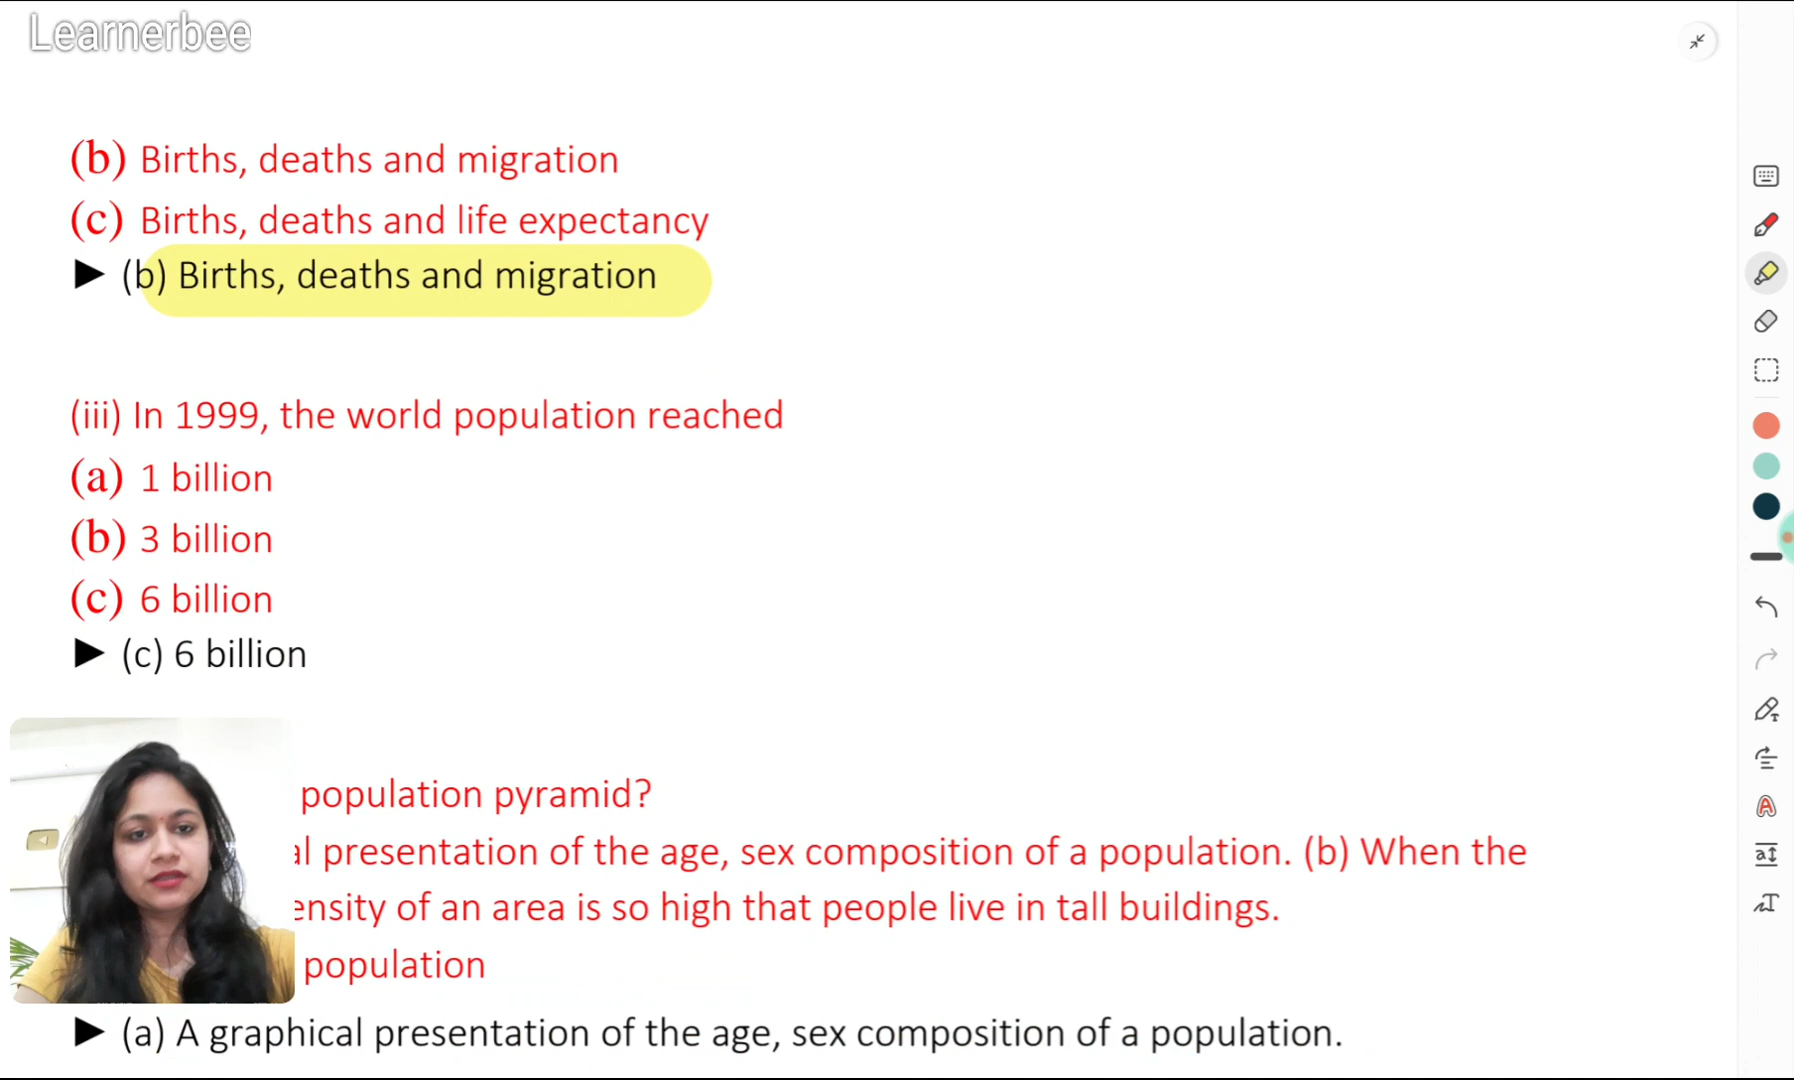 Learnerbee
(b) Births, deaths and migration
(c) Births, deaths and life expectancy
► (b) Births, deaths and migration
(iii) In 1999, the world population reached
(a) 1 billion
(b) 3 billion
(c) 6 billion
► (c) 6 billion
population pyramid?
al presentation of the age, sex composition of a population. (b) When the
ensity of an area is so high that people live in tall buildings.
population
► (a) A graphical presentation of the age, sex composition of a population.